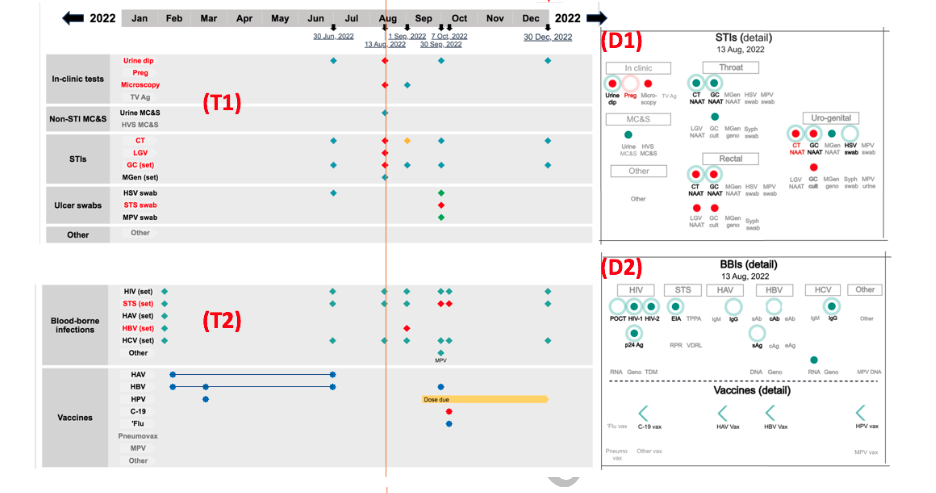 2022 Jan Feb Mar Apr May Jun Jul Aug Sep Oct Nov Dec 2022
30 Jun, 2022 1 Sep, 2022 7 Oct, 2022 30 Dec, 2022
13 Aug, 2022 30 Sep, 2022
In-clinic tests
Urine dip
Preg
Microscopy
TV Ag
(T1)
Non-STI MC&S
Urine MC&S
HVS MC&S
STIs
CT
LGV
GC (set)
MGen (set)
Ulcer swabs
HSV swab
STS swab
MPV swab
Other
Other
Blood-borne
infections
HIV (set)
STS (set)
HAV (set)
HBV (set)
HCV (set)
Other
MPV
(T2)
Vaccines
HAV
HBV
HPV
Dose due
C-19
'Flu
Pneumovax
MPV
Other
(D1)
STIs (detail)
13 Aug, 2022
In clinic
Urine Preg Micro- TV Ag
dip scopy
MC&S
Urine HVS
MC&S MC&S
Other
Other
Throat
CT GC MGen HSV MPV
NAAT NAAT NAAT swab swab
LGV GC MGen Syph
NAAT cult geno swab
Rectal
CT GC MGen HSV MPV
NAAT NAAT NAAT swab swab
LGV GC MGen Syph
NAAT cult geno swab
Uro-genital
CT GC MGen HSV MPV
NAAT NAAT NAAT swab swab
LGV GC MGen Syph MPV
NAAT cult geno swab urine
(D2)
BBIs (detail)
13 Aug, 2022
HIV STS HAV HBV HCV Other
POCT HIV-1 HIV-2 EIA TPPA IgM IgG sAb cAb eAb IgM IgG Other
p24 Ag RPR VDRL sAg cAg eAg
RNA Geno TDM DNA Geno RNA Geno MPV DNA
Vaccines (detail)
'Flu vax C-19 vax HAV Vax HBV Vax HPV vax
Pneumo Other vax MPV vax
vax